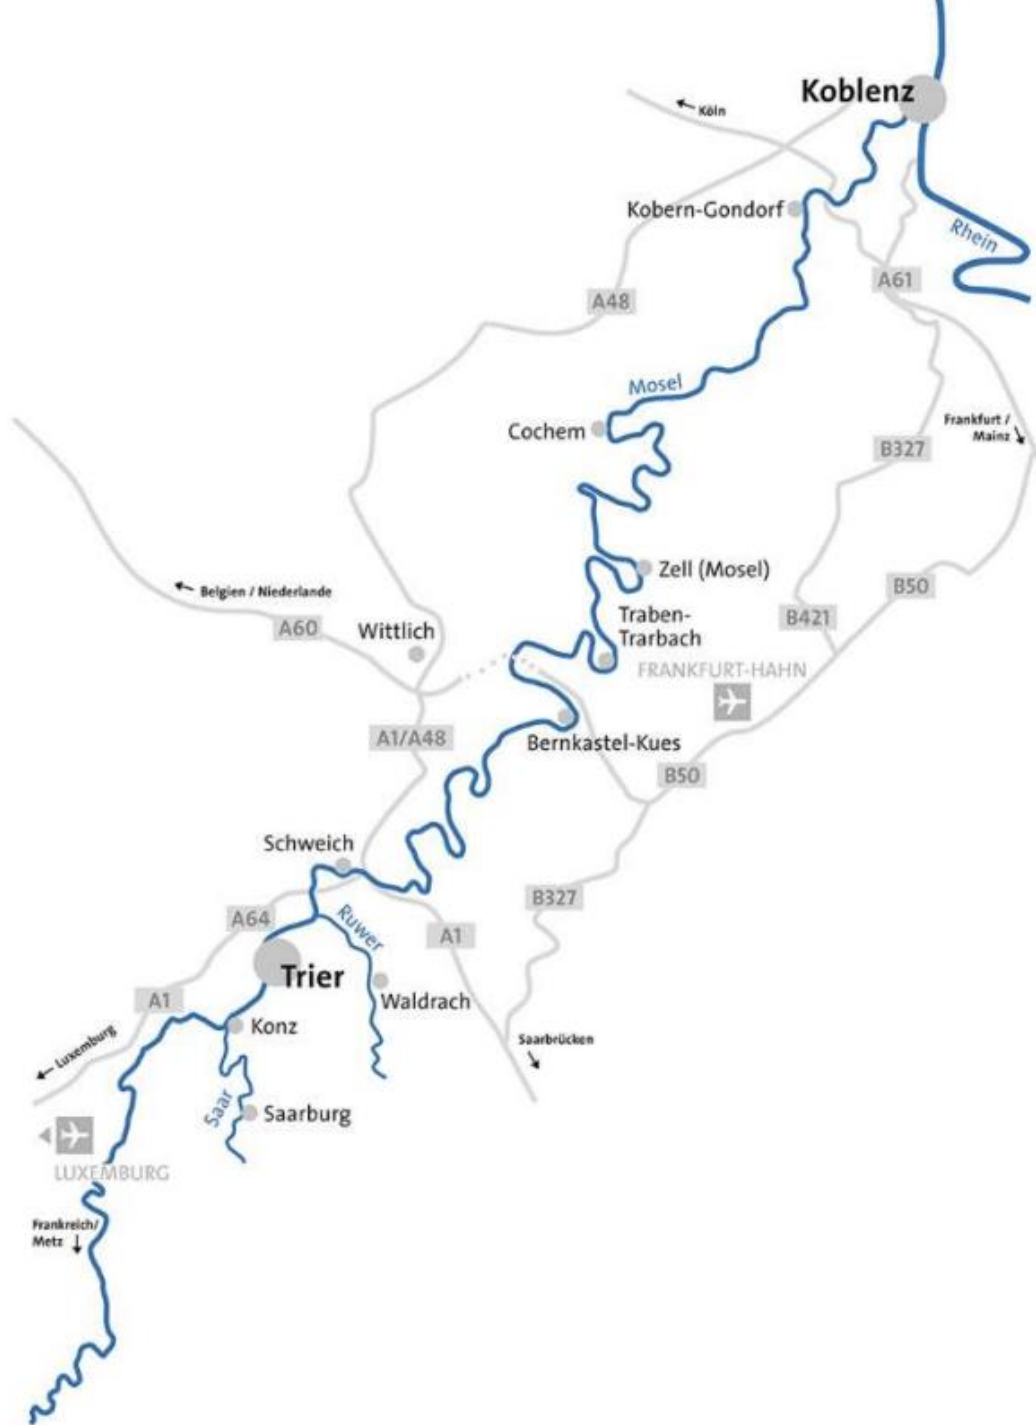 Koblenz
Köln
Kobern-Gondorf
Rhein
A61
A48
Mosel
Frankfurt /
Mainz
Cochem
B327
Zell (Mosel)
B50
Belgien / Niederlande
A60
Wittlich
Traben-
Trarbach
B421
FRANKFURT-HAHN
A1/A48
Bernkastel-Kues
B50
Schweich
B327
A64
Ruwer
A1
Trier
Waldrach
A1
Konz
Saarbrücken
Luxemburg
Saar
Saarburg
LUXEMBURG
Frankreich/
Metz